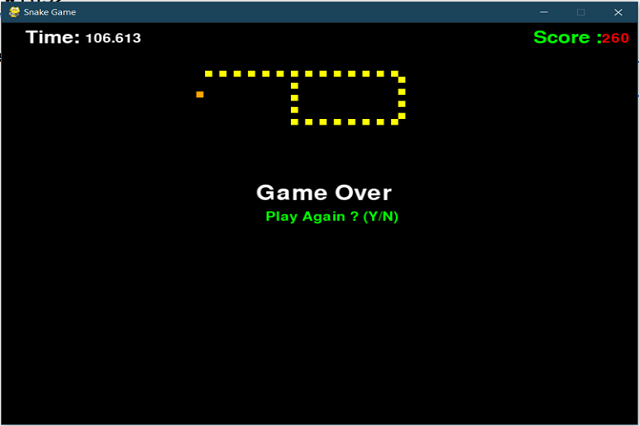 Snake Game
Time: 106.613
Score :260
Game Over
Play Again ? (Y/N)